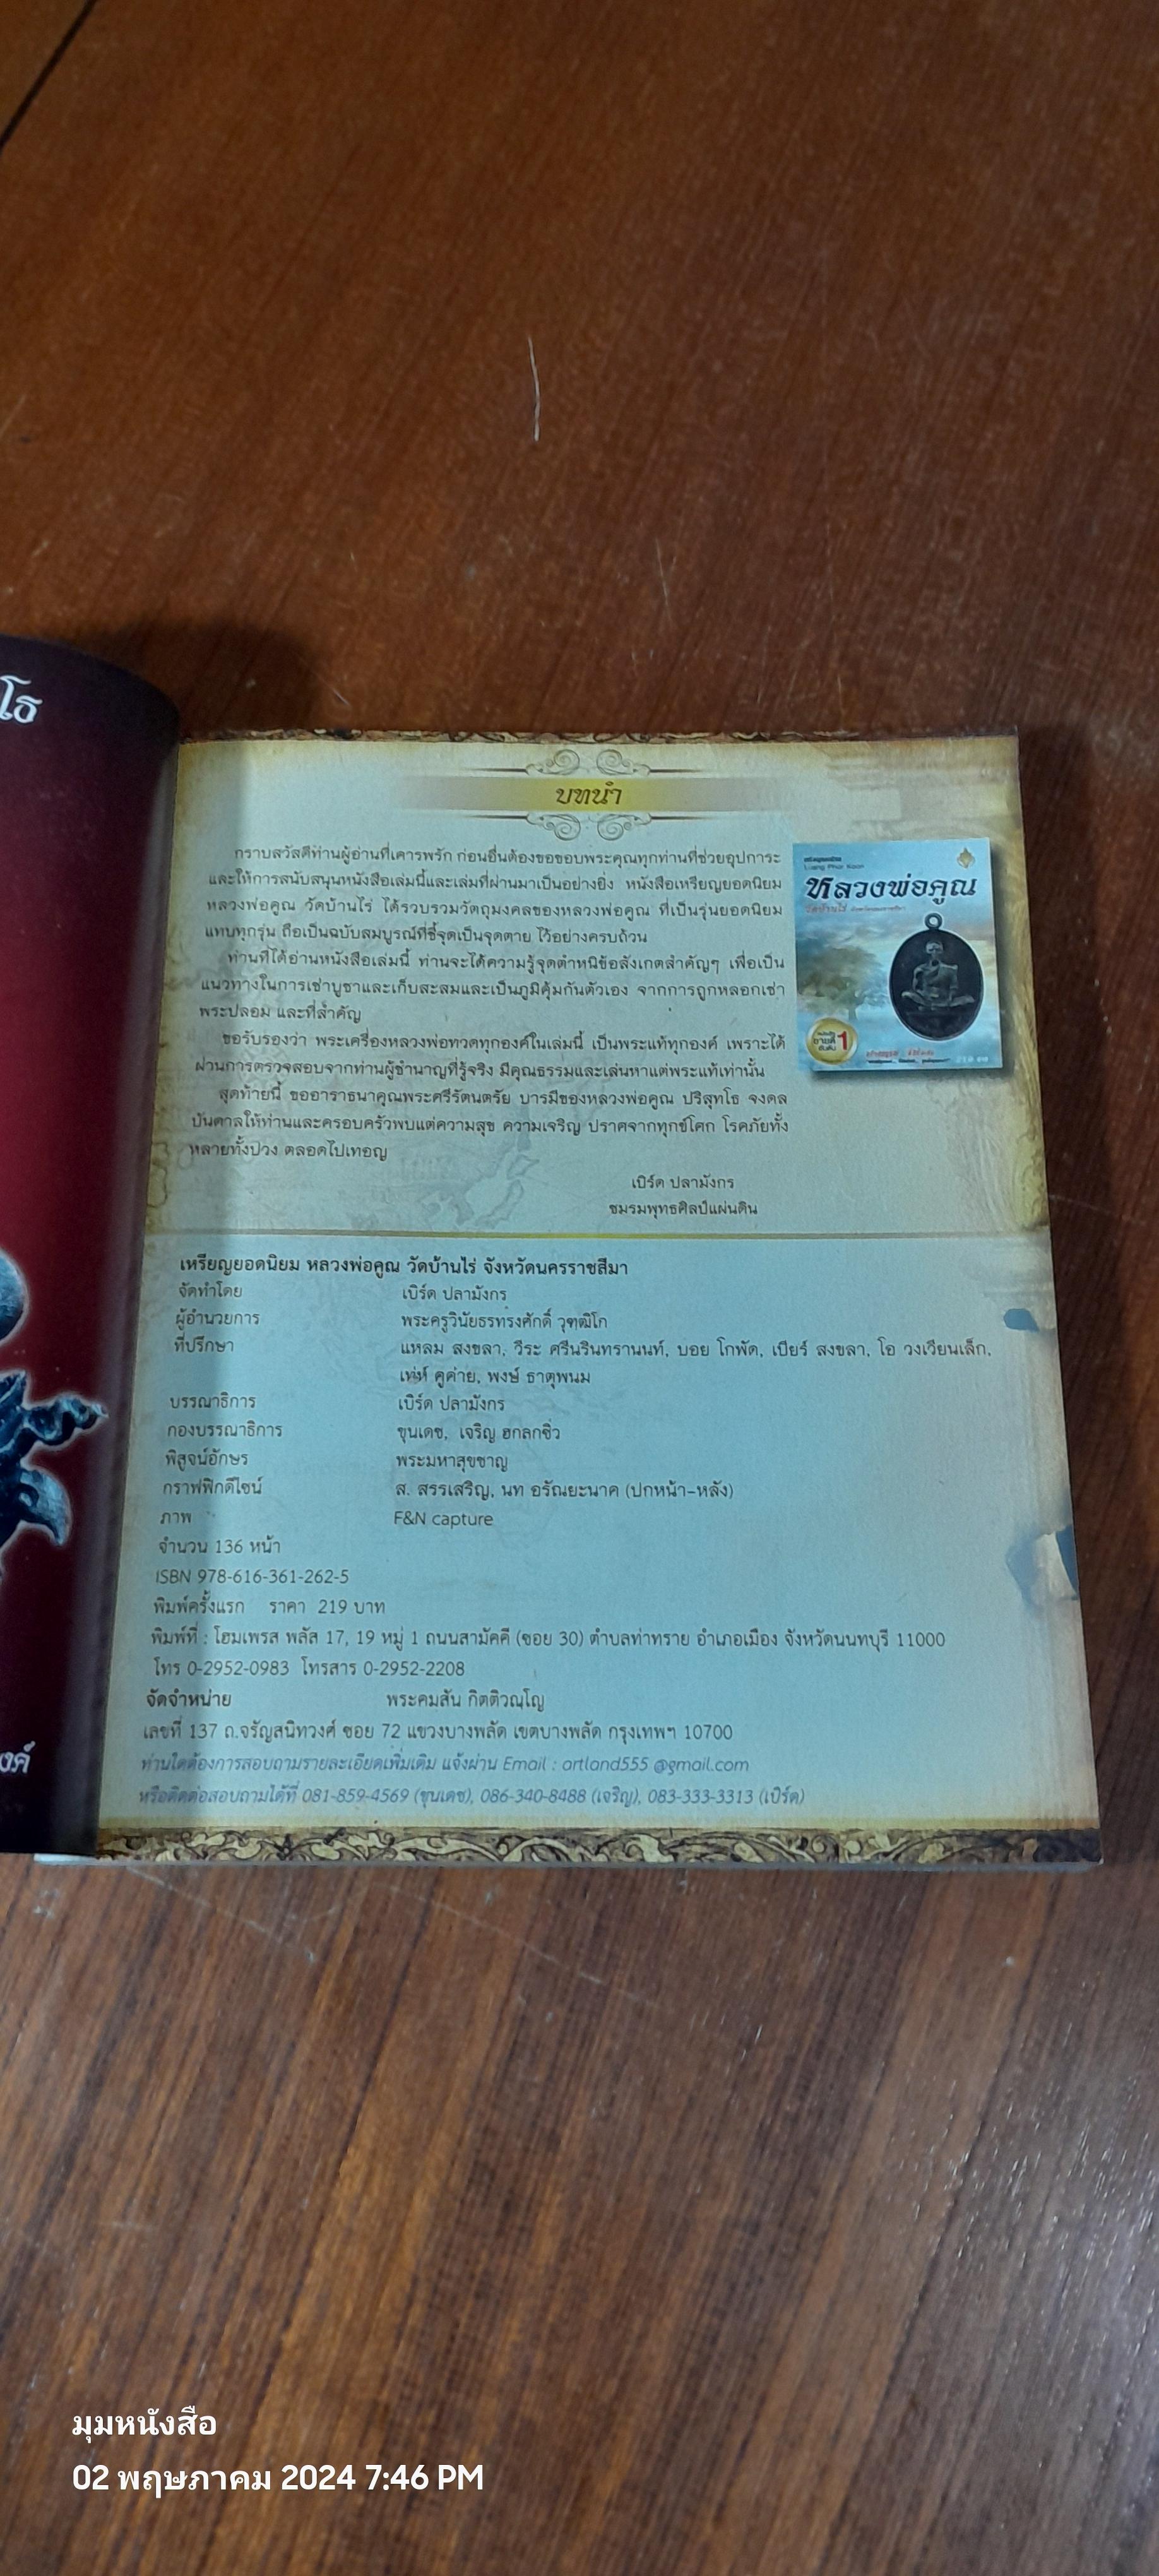 โธ
บทนำ
กราบสวัสดีท่านผู้อ่านที่เคารพรัก ก่อนอื่นต้องขอขอบพระคุณทุกท่านที่ช่วยอุปการะ
และให้การสนับสนุนหนังสือเล่มนี้และเล่มที่ผ่านมาเป็นอย่างยิ่ง หนังสือเหรียญยอดนิยม
หลวงพ่อคูณ วัดบ้านไร่ ได้รวบรวมวัตถุมงคลของหลวงพ่อคูณ ที่เป็นรุ่นยอดนิยม
แทบทุกรุ่น ถือเป็นฉบับสมบูรณ์ที่ชี้จุดเป็นจุดตาย ไว้อย่างครบถ้วน
ท่านที่ได้อ่านหนังสือเล่มนี้ ท่านจะได้ความรู้จุดตำหนิข้อสังเกตสำคัญๆ เพื่อเป็น
แนวทางในการเช่าบูชาและเก็บสะสมและเป็นภูมิคุ้มกันตัวเอง จากการถูกหลอกเช่า
พระปลอม และที่สำคัญ
ขอรับรองว่า พระเครื่องหลวงพ่อทวดทุกองค์ในเล่มนี้ เป็นพระแท้ทุกองค์ เพราะได้
ผ่านการตรวจสอบจากท่านผู้ชำนาญที่รู้จริง มีคุณธรรมและเล่นหาแต่พระแท้เท่านั้น
สุดท้ายนี้ ขออาราธนาคุณพระศรีรัตนตรัย บารมีของหลวงพ่อคูณ ปริสุทโธ จงดล
บันดาลให้ท่านและครอบครัวพบแต่ความสุข ความเจริญ ปราศจากทุกข์โศก โรคภัยทั้ง
หลายทั้งปวง ตลอดไปเทอญ
เบิร์ด ปลามังกร
ชมรมพุทธศิลป์แผ่นดิน
Luang Phor Koon
หลวงพ่อคูณ
วัดบ้านไร่
1
เหรียญยอดนิยม หลวงพ่อคูณ วัดบ้านไร่ จังหวัดนครราชสีมา
จัดทำโดย เบิร์ด ปลามังกร
ผู้อำนวยการ พระครูวินัยธรทรงศักดิ์ วุฑฒิโก
ที่ปรึกษา แหลม สงขลา, วีระ ศรีนรินทรานนท์, บอย โกพัด, เบียร์ สงขลา, โอ วงเวียนเล็ก,
เท่ห์ คูค่าย, พงษ์ ธาตุพนม
บรรณาธิการ เบิร์ด ปลามังกร
กองบรรณาธิการ ขุนเดช, เจริญ ฮกลกซิ่ว
พิสูจน์อักษร พระมหาสุขชาญ
กราฟฟิกดีไซน์ ส. สรรเสริญ, นท อรัณยะนาค (ปกหน้า-หลัง)
ภาพ F&N capture
จำนวน 136 หน้า
ISBN 978-616-361-262-5
พิมพ์ครั้งแรก ราคา 219 บาท
พิมพ์ที่ : โฮมเพรส พลัส 17, 19 หมู่ 1 ถนนสามัคคี (ซอย 30) ตำบลท่าทราย อำเภอเมือง จังหวัดนนทบุรี 11000
โทร 0-2952-0983 โทรสาร 0-2952-2208
จัดจำหน่าย พระคมสัน กิตติวณฺโญ
เลขที่ 137 ถ.จรัญสนิทวงศ์ ซอย 72 แขวงบางพลัด เขตบางพลัด กรุงเทพฯ 10700
ท่านใดต้องการสอบถามรายละเอียดเพิ่มเติม แจ้งผ่าน Email : artland555 @gmail.com
หรือติดต่อสอบถามได้ที่ 081-859-4569 (ขุนเดช), 086-340-8488 (เจริญ), 083-333-3313 (เบิร์ด)
งค์
มุมหนังสือ
02 พฤษภาคม 2024 7:46 PM